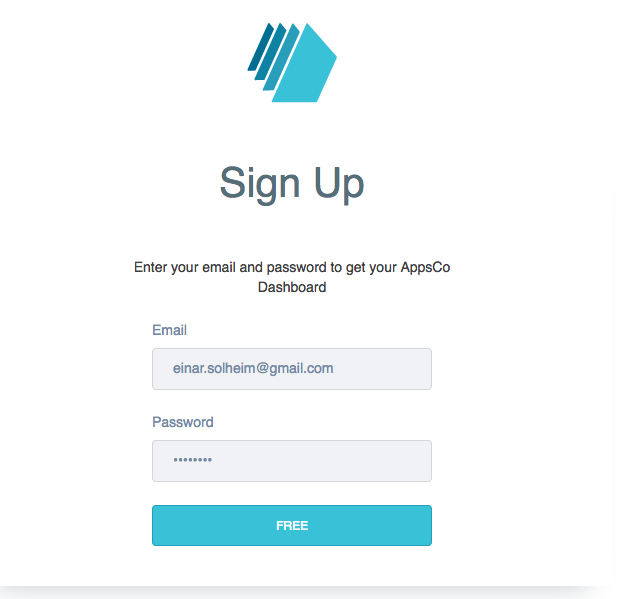 Sign Up
Enter your email and password to get your AppsCo
Dashboard
Email
einar.solheim@gmail.com
Password
••••••••
FREE